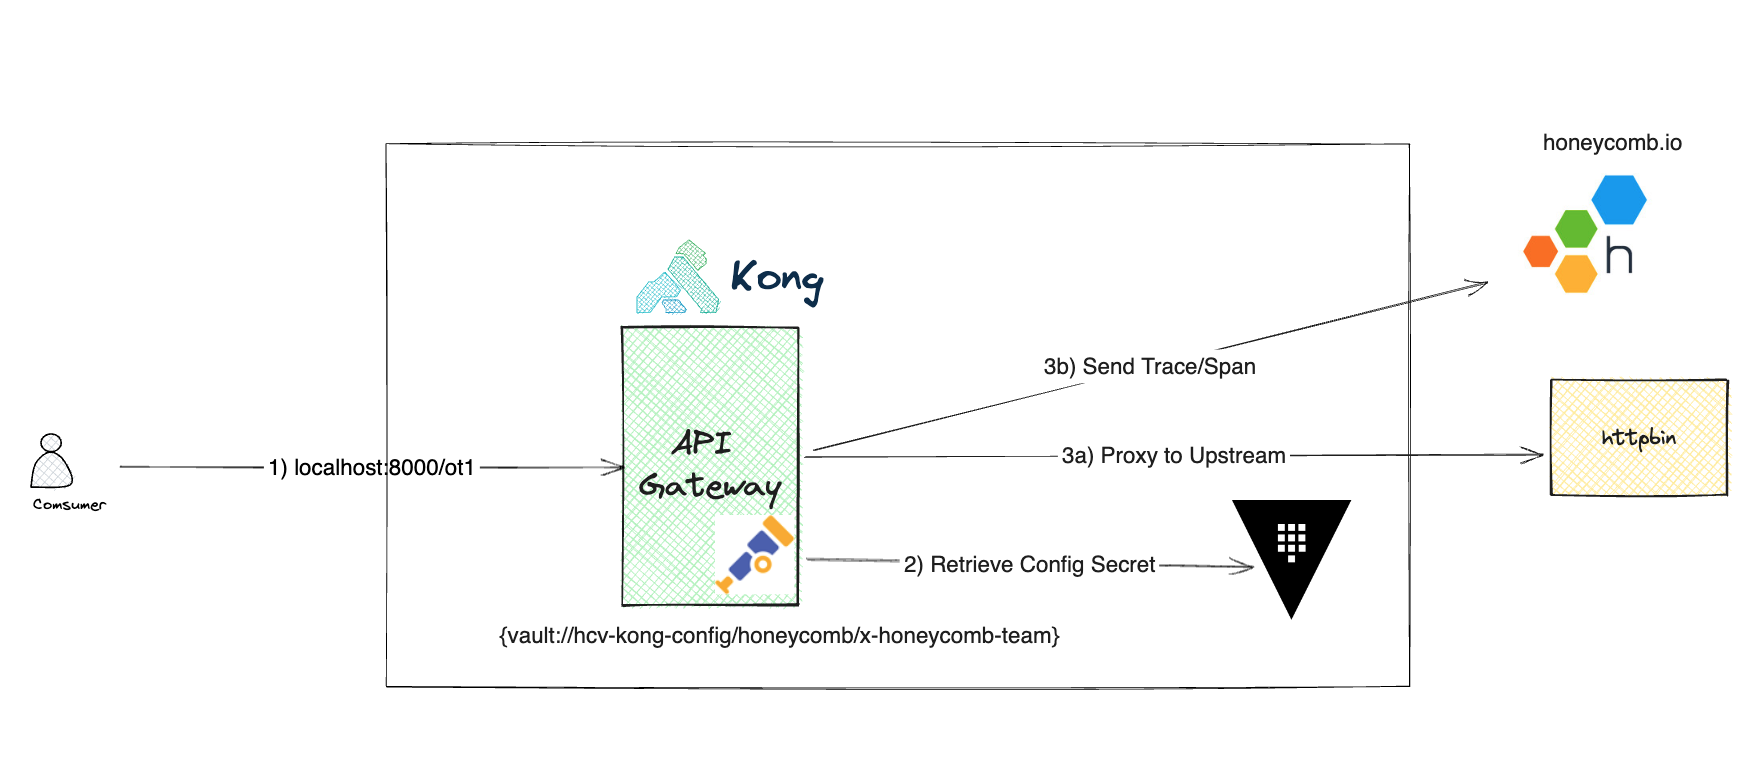 honeycomb.io
h
Kong
3b) Send Trace/Span
API
Gateway
3a) Proxy to Upstream
httpbin
1) localhost:8000/ot1
Comsumer
2) Retrieve Config Secret
{vault://hcv-kong-config/honeycomb/x-honeycomb-team}